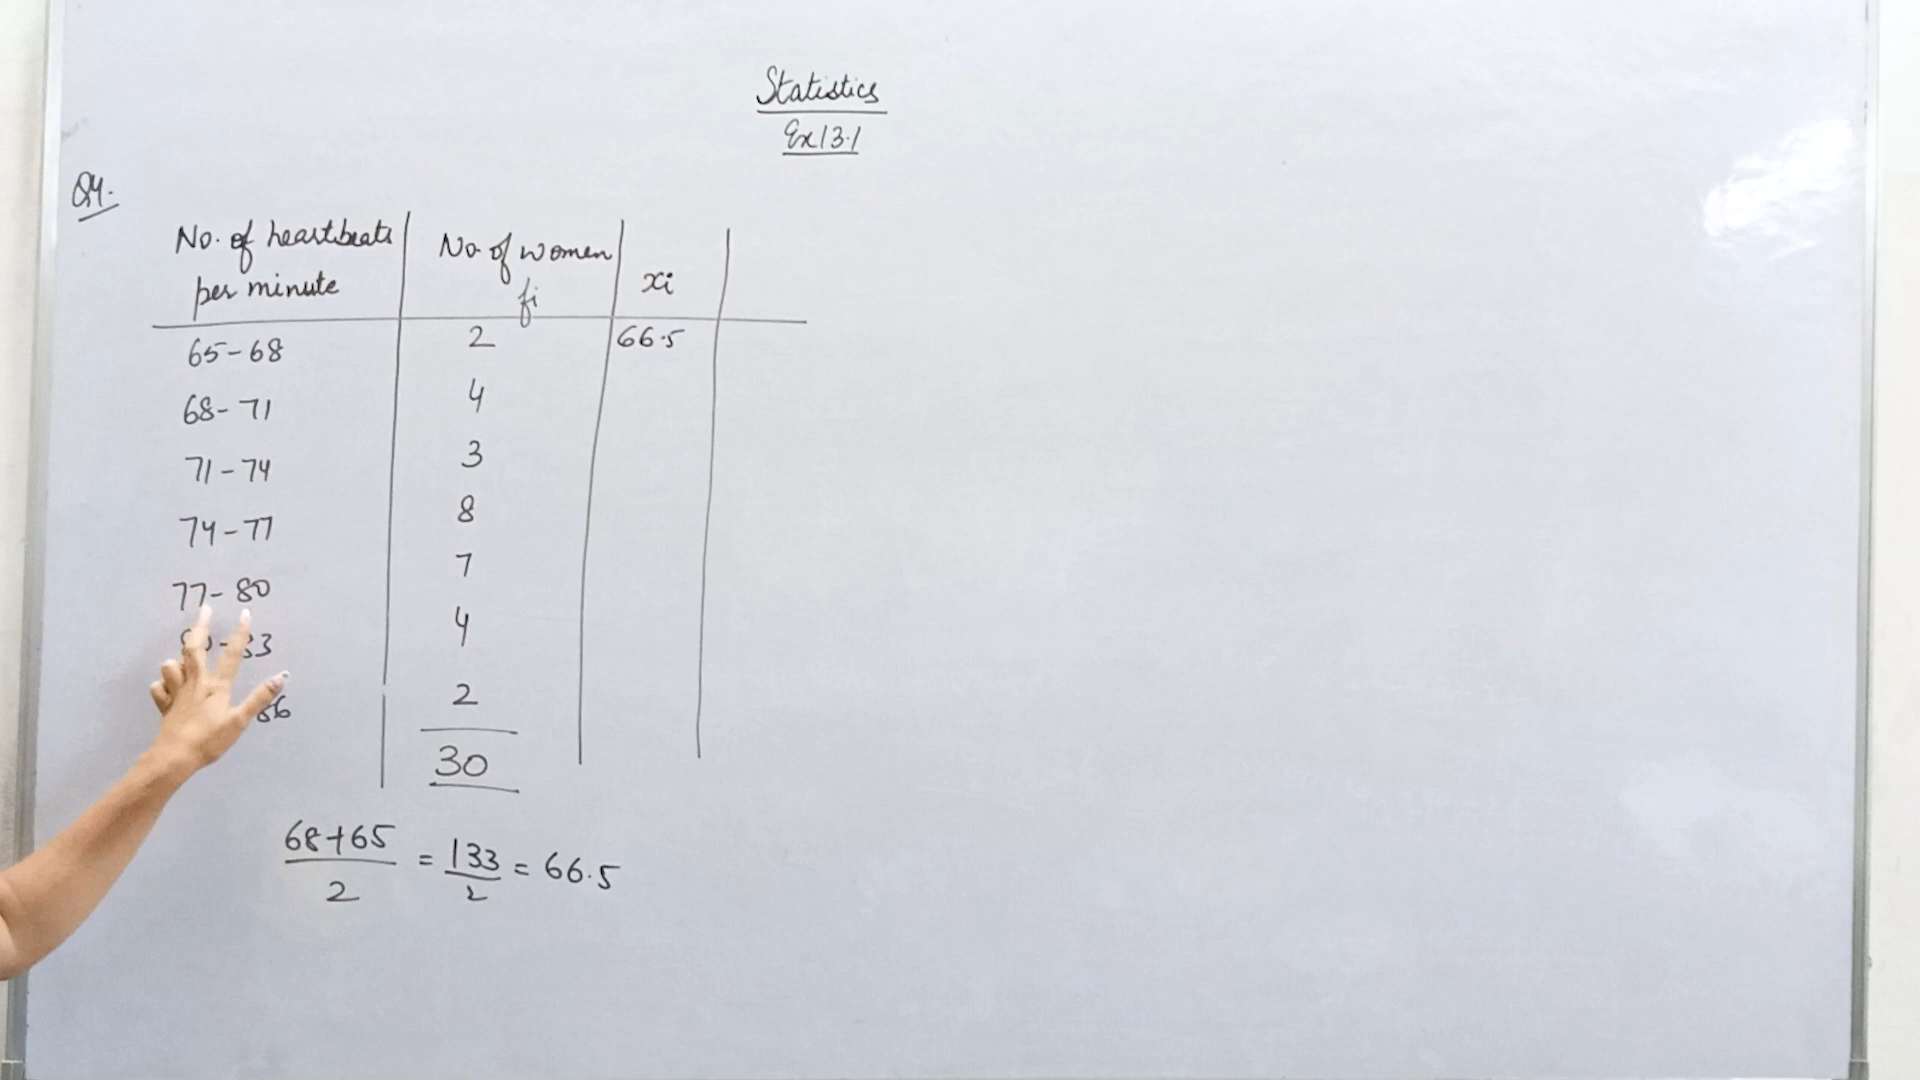 Statistics
Ex 13.1
Q4.
No. of heartbeats per minute | No of women fi | xi
65-68 2 66.5
68-71 4
71-74 3
74-77 8
77-80 7
-83 4
86 2
30
68+65/2 = 133/2 = 66.5